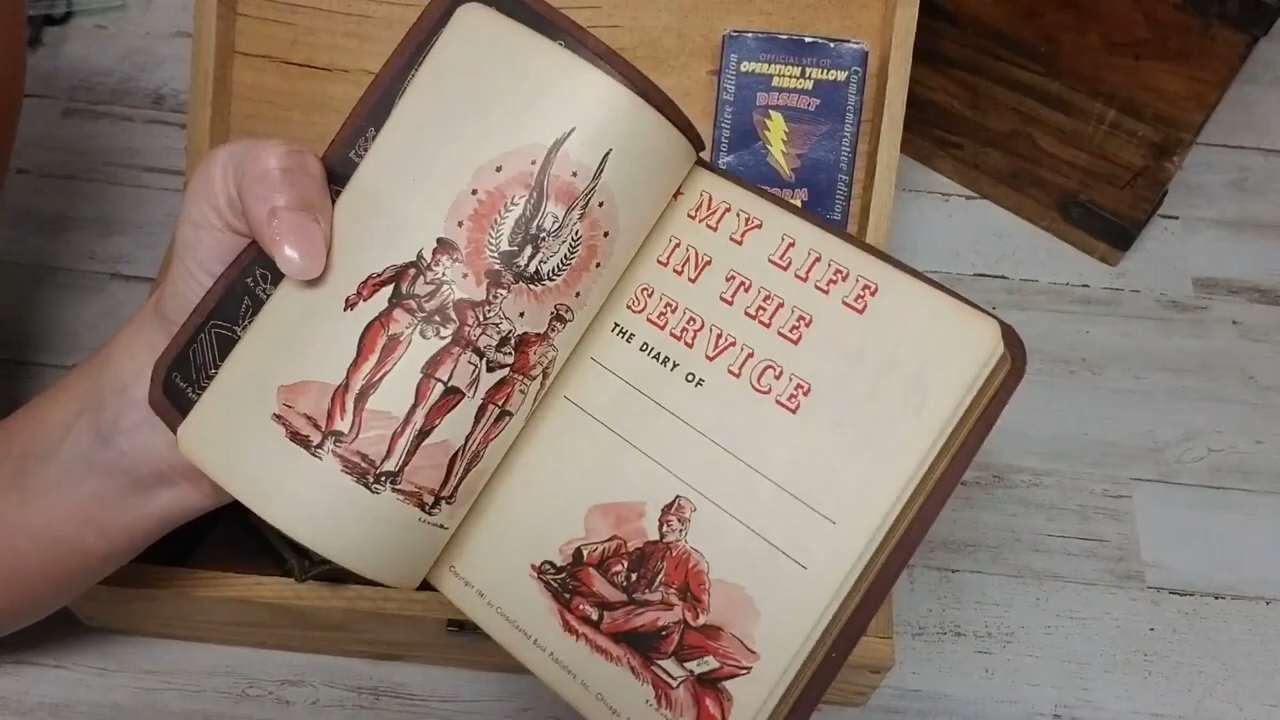 OFFICIAL SET OF
OPERATION YELLOW
RIBBON
DESERT
Commemorative Edition
MY LIFE
IN THE
SERVICE
THE DIARY OF
Copyright 1941 by Consolidated Book Publishers, Inc., Chicago,